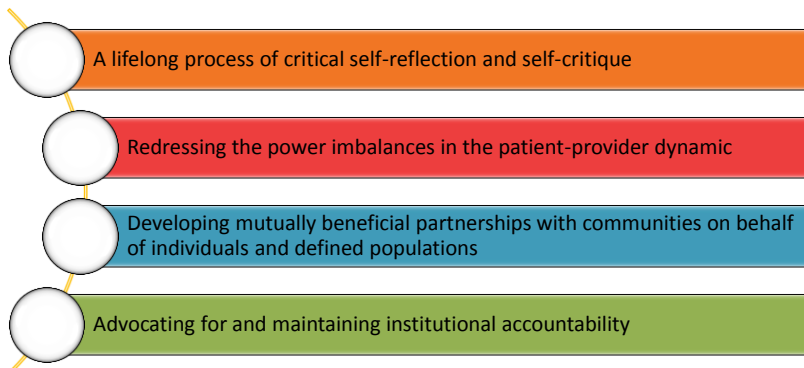 A lifelong process of critical self-reflection and self-critique
Redressing the power imbalances in the patient-provider dynamic
Developing mutually beneficial partnerships with communities on behalf
of individuals and defined populations
Advocating for and maintaining institutional accountability